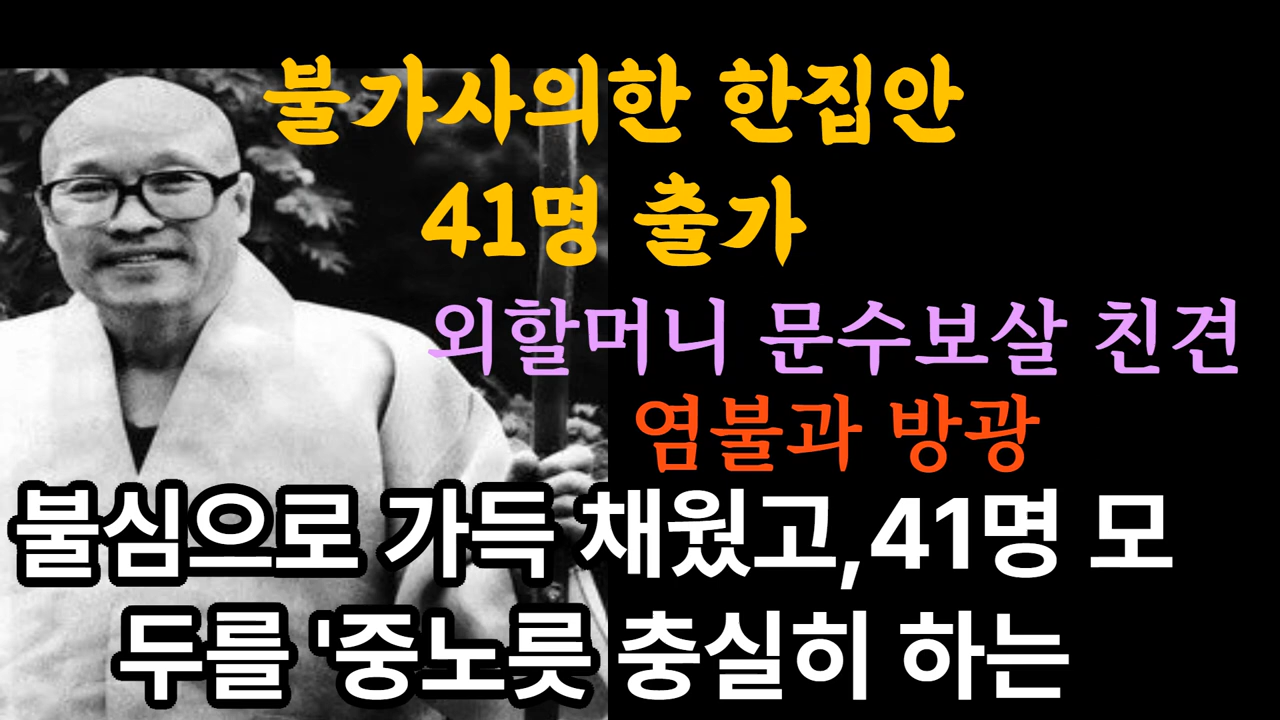 불가사의한 한집안
41명 출가
외할머니 문수보살 친견
염불과 방광
불심으로 가득 채웠고,41명 모
두를 '중노릇 충실히 하는